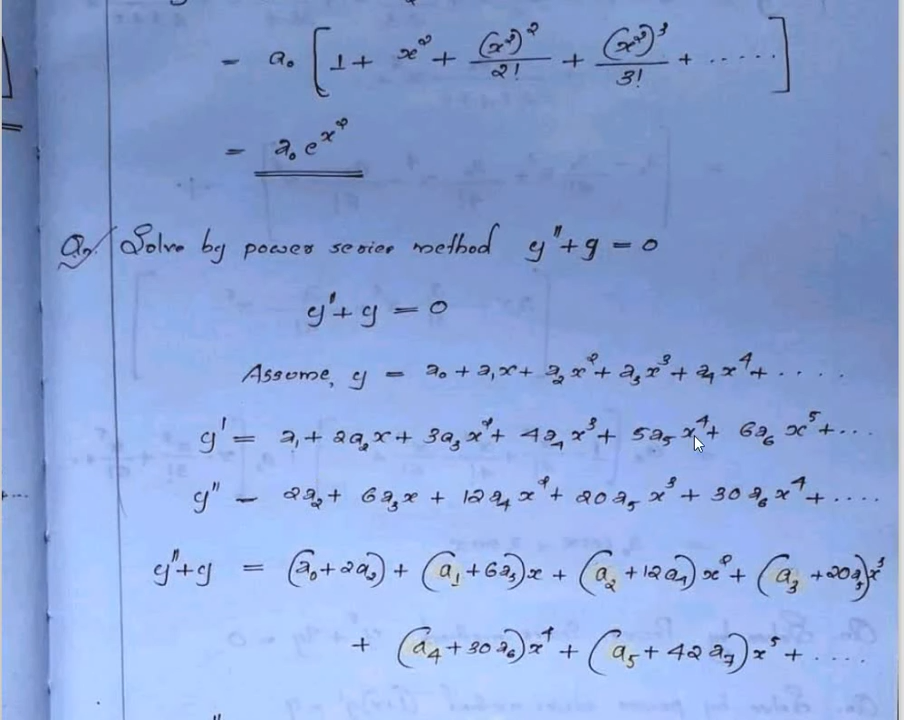 = a₀ [1 + x² + (x²)²/2! + (x²)³/3! + .....]
= a₀ e^x²
Qn. Solve by power series method y" + y = 0
y" + y = 0
Assume, y = a₀ + a₁x + a₂x² + a₃x³ + a₄x⁴ + ....
y' = a₁ + 2a₂x + 3a₃x² + 4a₄x³ + 5a₅x⁴ + 6a₆x⁵ + ...
y" = 2a₂ + 6a₃x + 12a₄x² + 20a₅x³ + 30a₆x⁴ + ....
y" + y = (a₀ + 2a₂) + (a₁ + 6a₃)x + (a₂ + 12a₄)x² + (a₃ + 20a₅)x³
+ (a₄ + 30a₆)x⁴ + (a₅ + 42a₇)x⁵ + ....